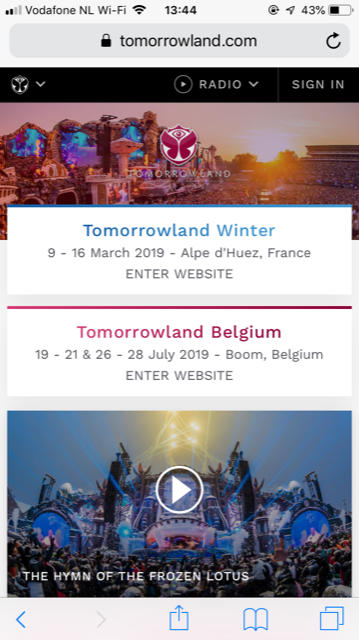 Vodafone NL Wi-Fi 13:44 43%
tomorrowland.com
RADIO SIGN IN
TOMORROWLAND
Tomorrowland Winter
9 - 16 March 2019 - Alpe d'Huez, France
ENTER WEBSITE
Tomorrowland Belgium
19 - 21 & 26 - 28 July 2019 - Boom, Belgium
ENTER WEBSITE
THE HYMN OF THE FROZEN LOTUS